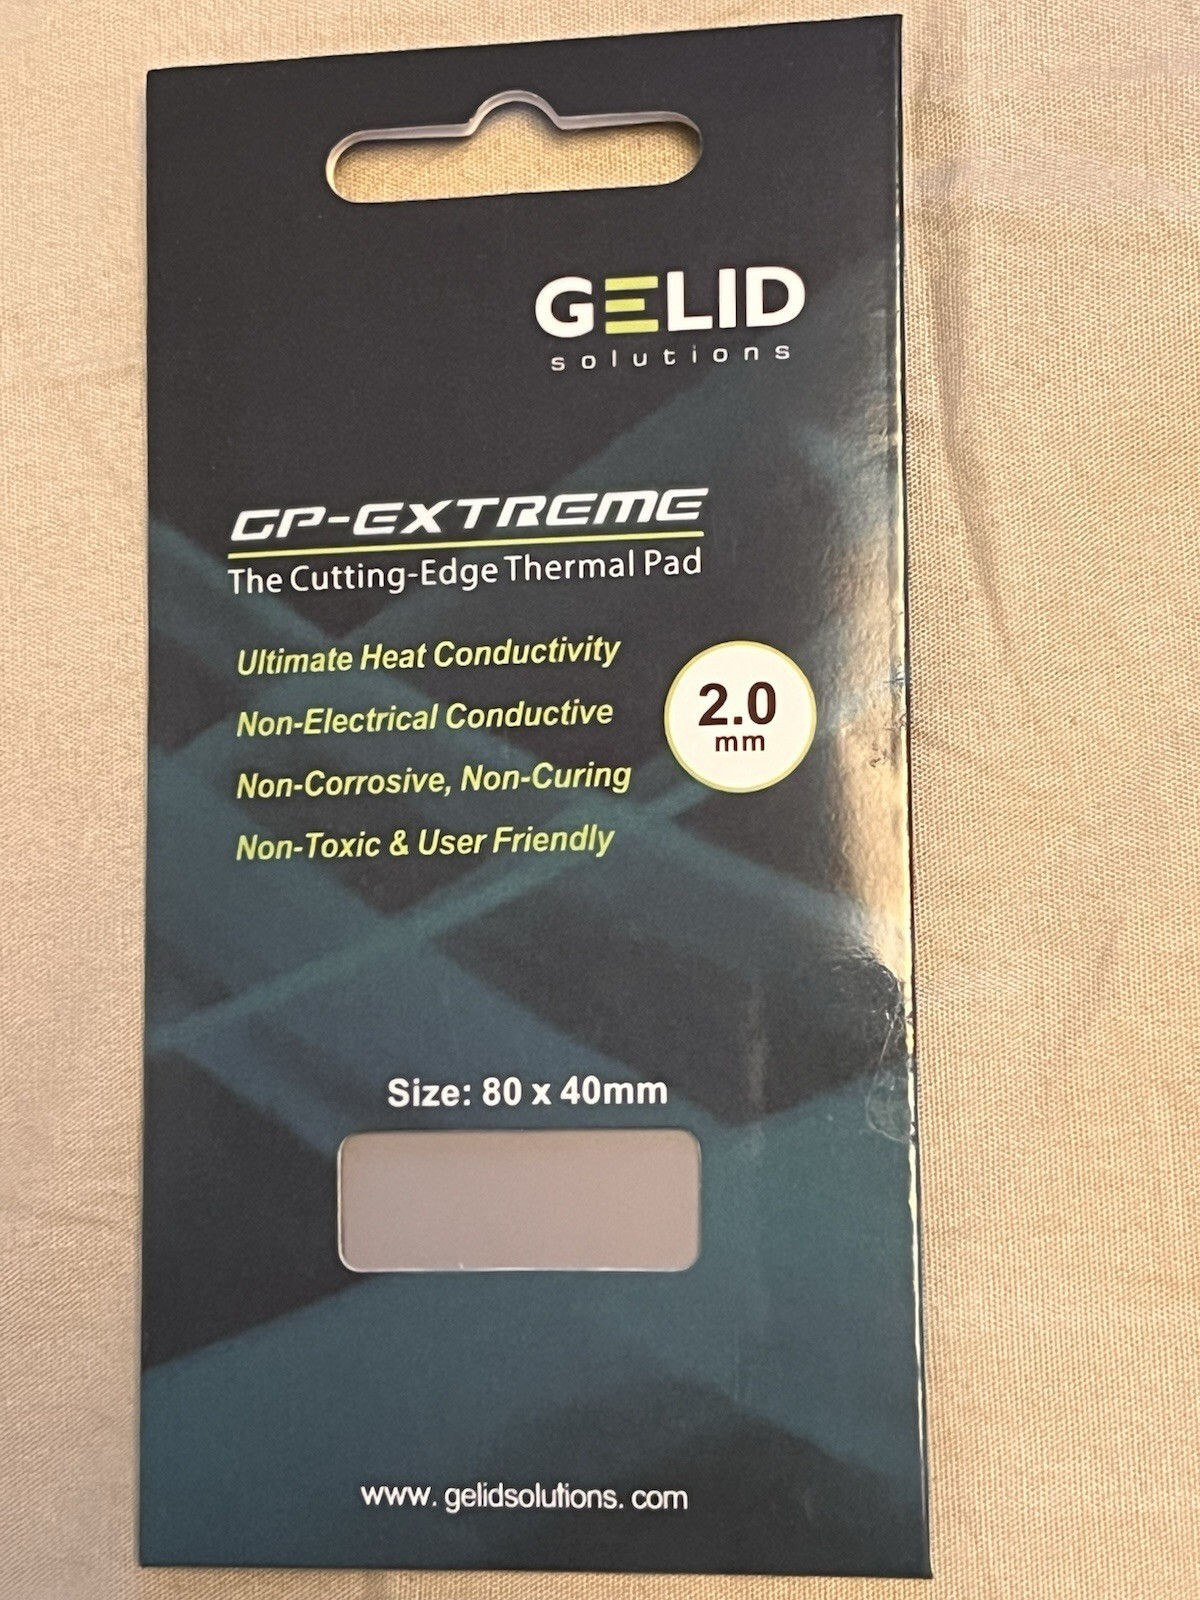 GELID
solutions
GP-EXTREME
The Cutting-Edge Thermal Pad
Ultimate Heat Conductivity
Non-Electrical Conductive
Non-Corrosive, Non-Curing
Non-Toxic & User Friendly
2.0
mm
Size: 80 x 40mm
www. gelidsolutions. com